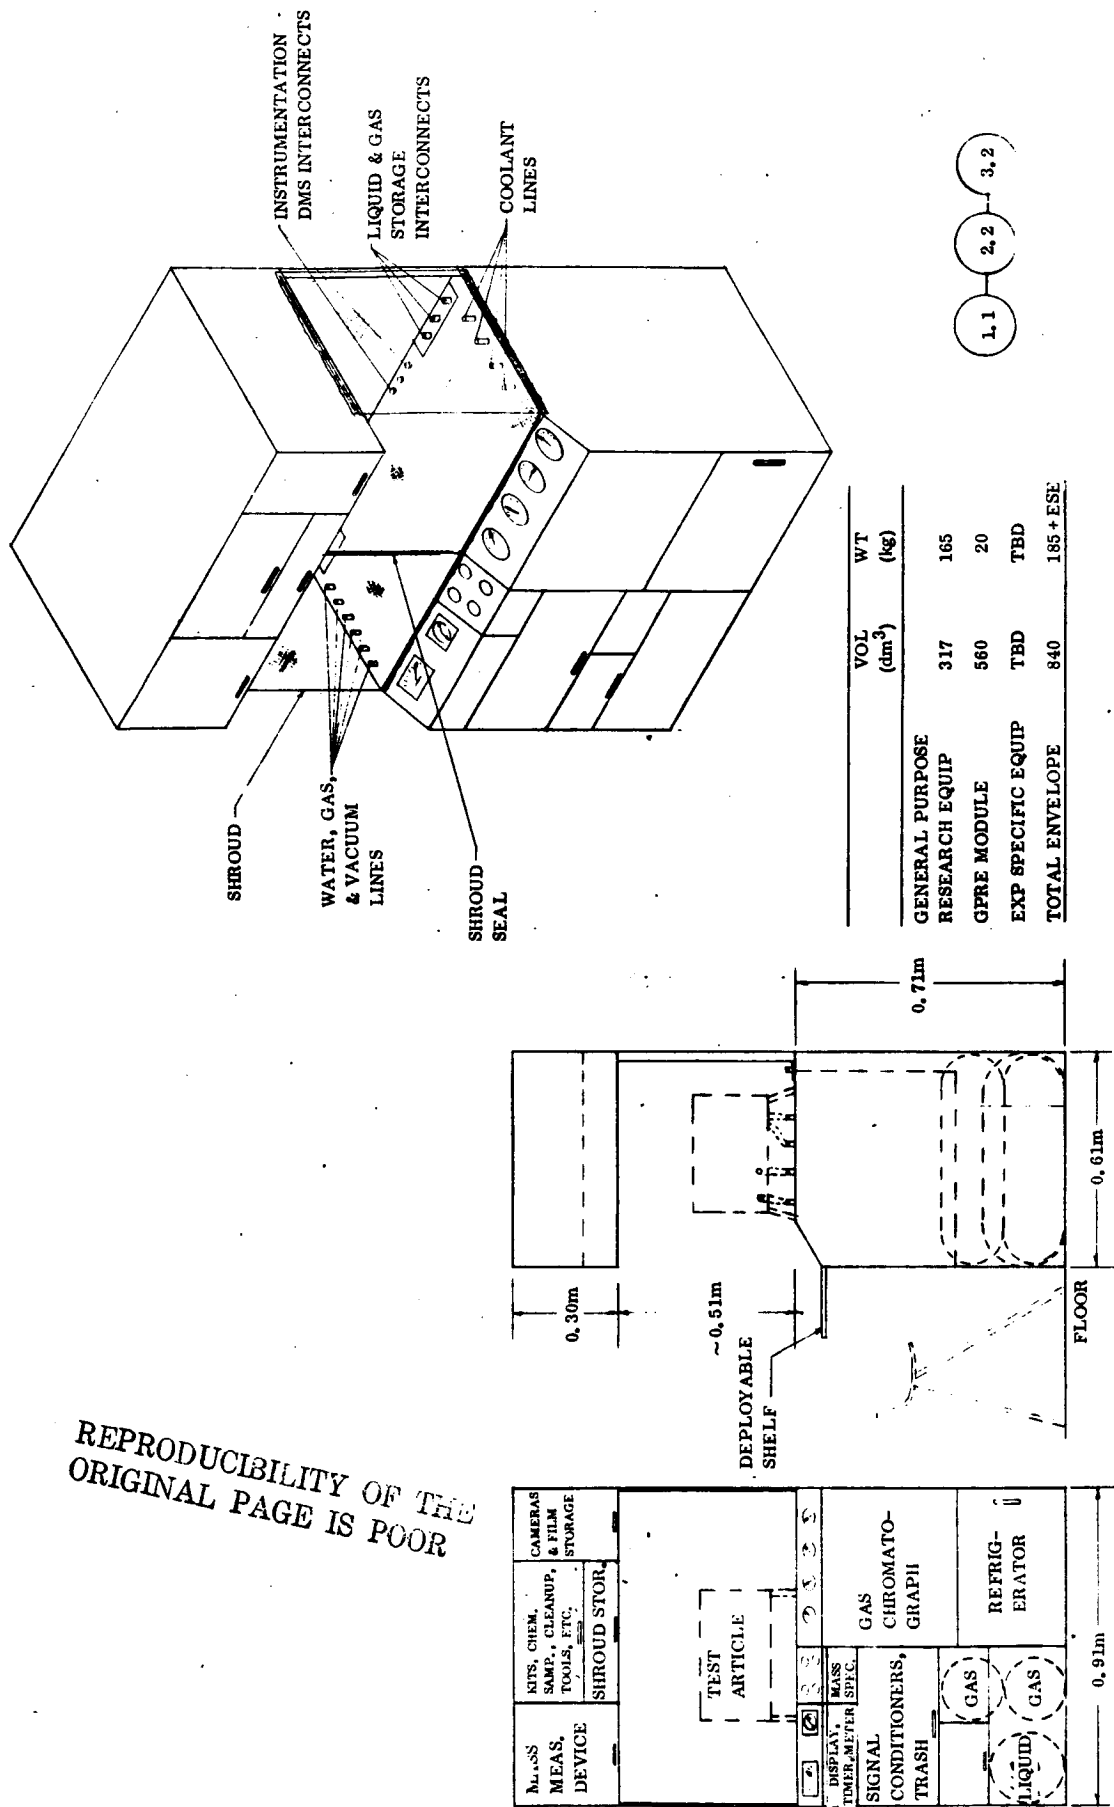 INSTRUMENTATION
DMS INTERCONNECTS
LIQUID & GAS
STORAGE
INTERCONNECTS
COOLANT
LINES
SHROUD
WATER, GAS,
& VACUUM
LINES
SHROUD
SEAL
1.1
2.2
3.2
VOL WT
(dm³) (kg)
GENERAL PURPOSE
RESEARCH EQUIP 317 165
GPRE MODULE 560 20
EXP SPECIFIC EQUIP TBD TBD
TOTAL ENVELOPE 840 185 + ESE
REPRODUCIBILITY OF THE
ORIGINAL PAGE IS POOR
MEAS.
DEVICE
KITS, CHEM.
SAMP., CLEANUP,
TOOLS, ETC.
SHROUD STOR.
CAMERAS
& FILM
STORAGE
TEST
ARTICLE
DISPLAY,
TIMER, METER
MASS
SPEC.
SIGNAL
CONDITIONERS,
TRASH
GAS
CHROMATO-
GRAPH
REFRIG-
ERATOR
GAS
GAS
LIQUID
0.91m
0.30m
~0.51m
DEPLOYABLE
SHELF
FLOOR
0.71m
0.61m